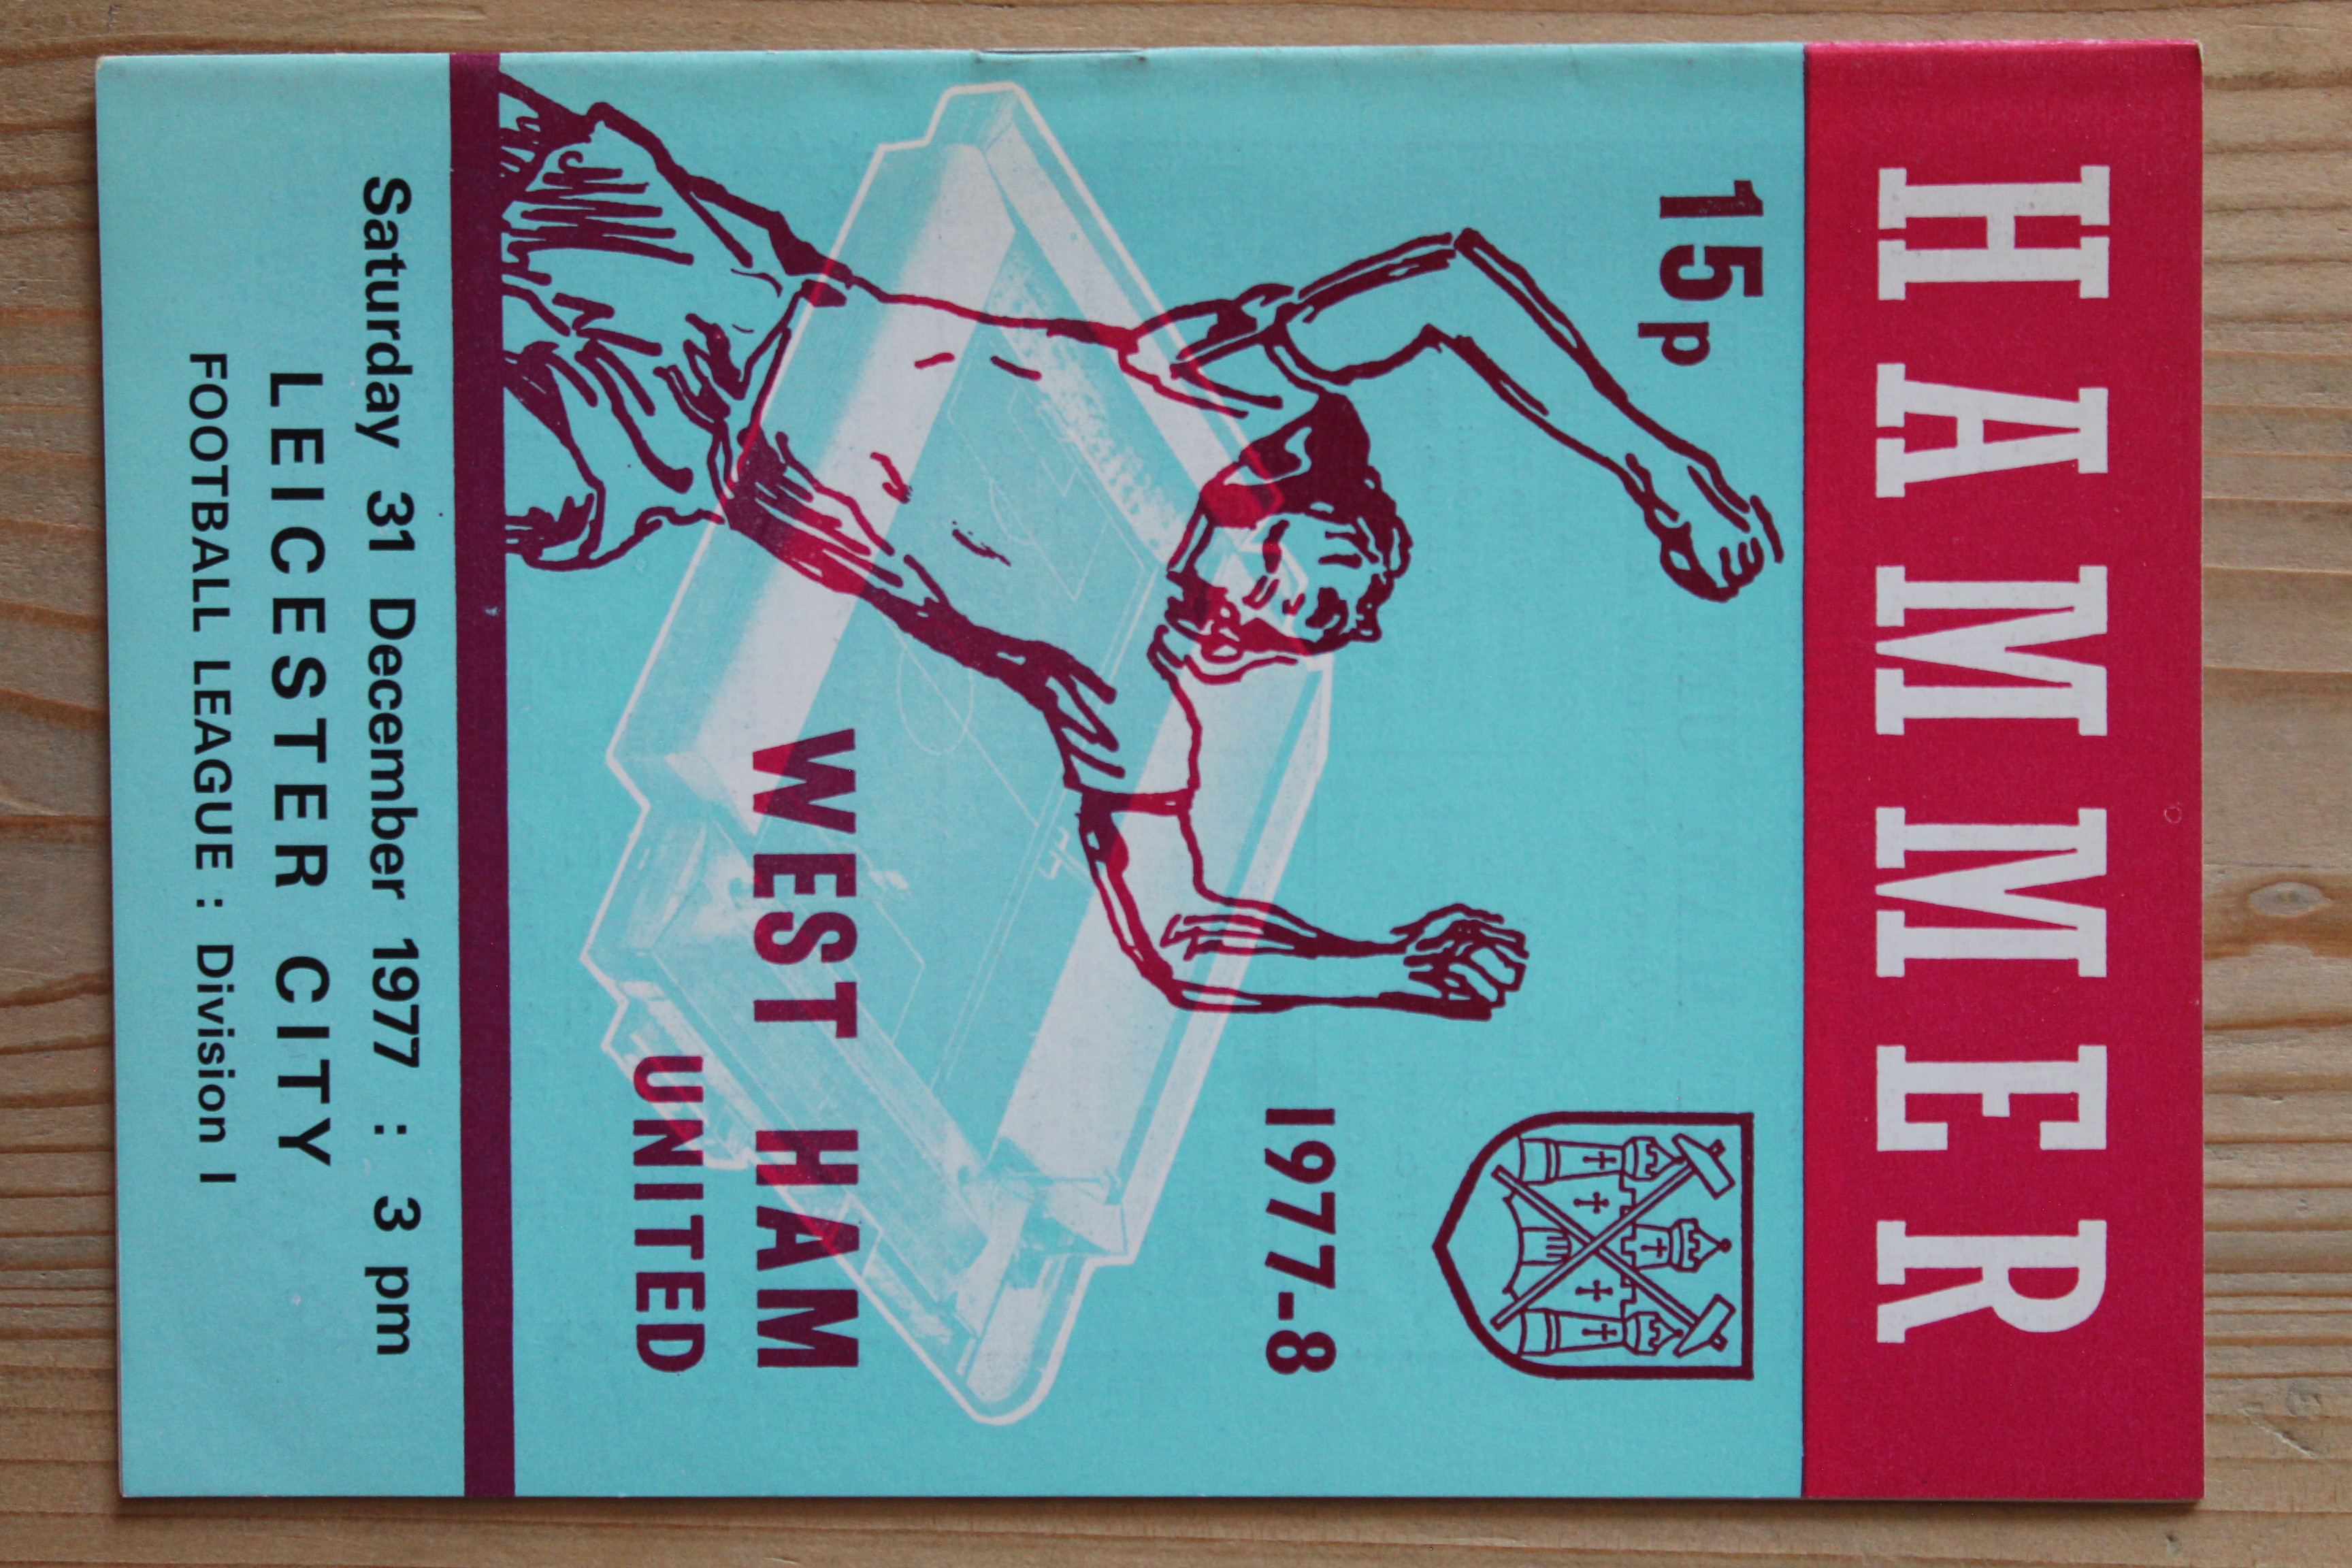 HAMMER
15p
1977-8
WEST HAM
UNITED
Saturday 31 December 1977 : 3 pm
LEICESTER CITY
FOOTBALL LEAGUE : Division I